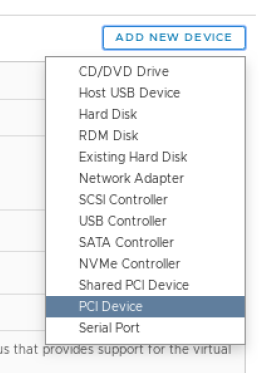 ADD NEW DEVICE
CD/DVD Drive
Host USB Device
Hard Disk
RDM Disk
Existing Hard Disk
Network Adapter
SCSI Controller
USB Controller
SATA Controller
NVMe Controller
Shared PCI Device
PCI Device
Serial Port
us that provides support for the virtual